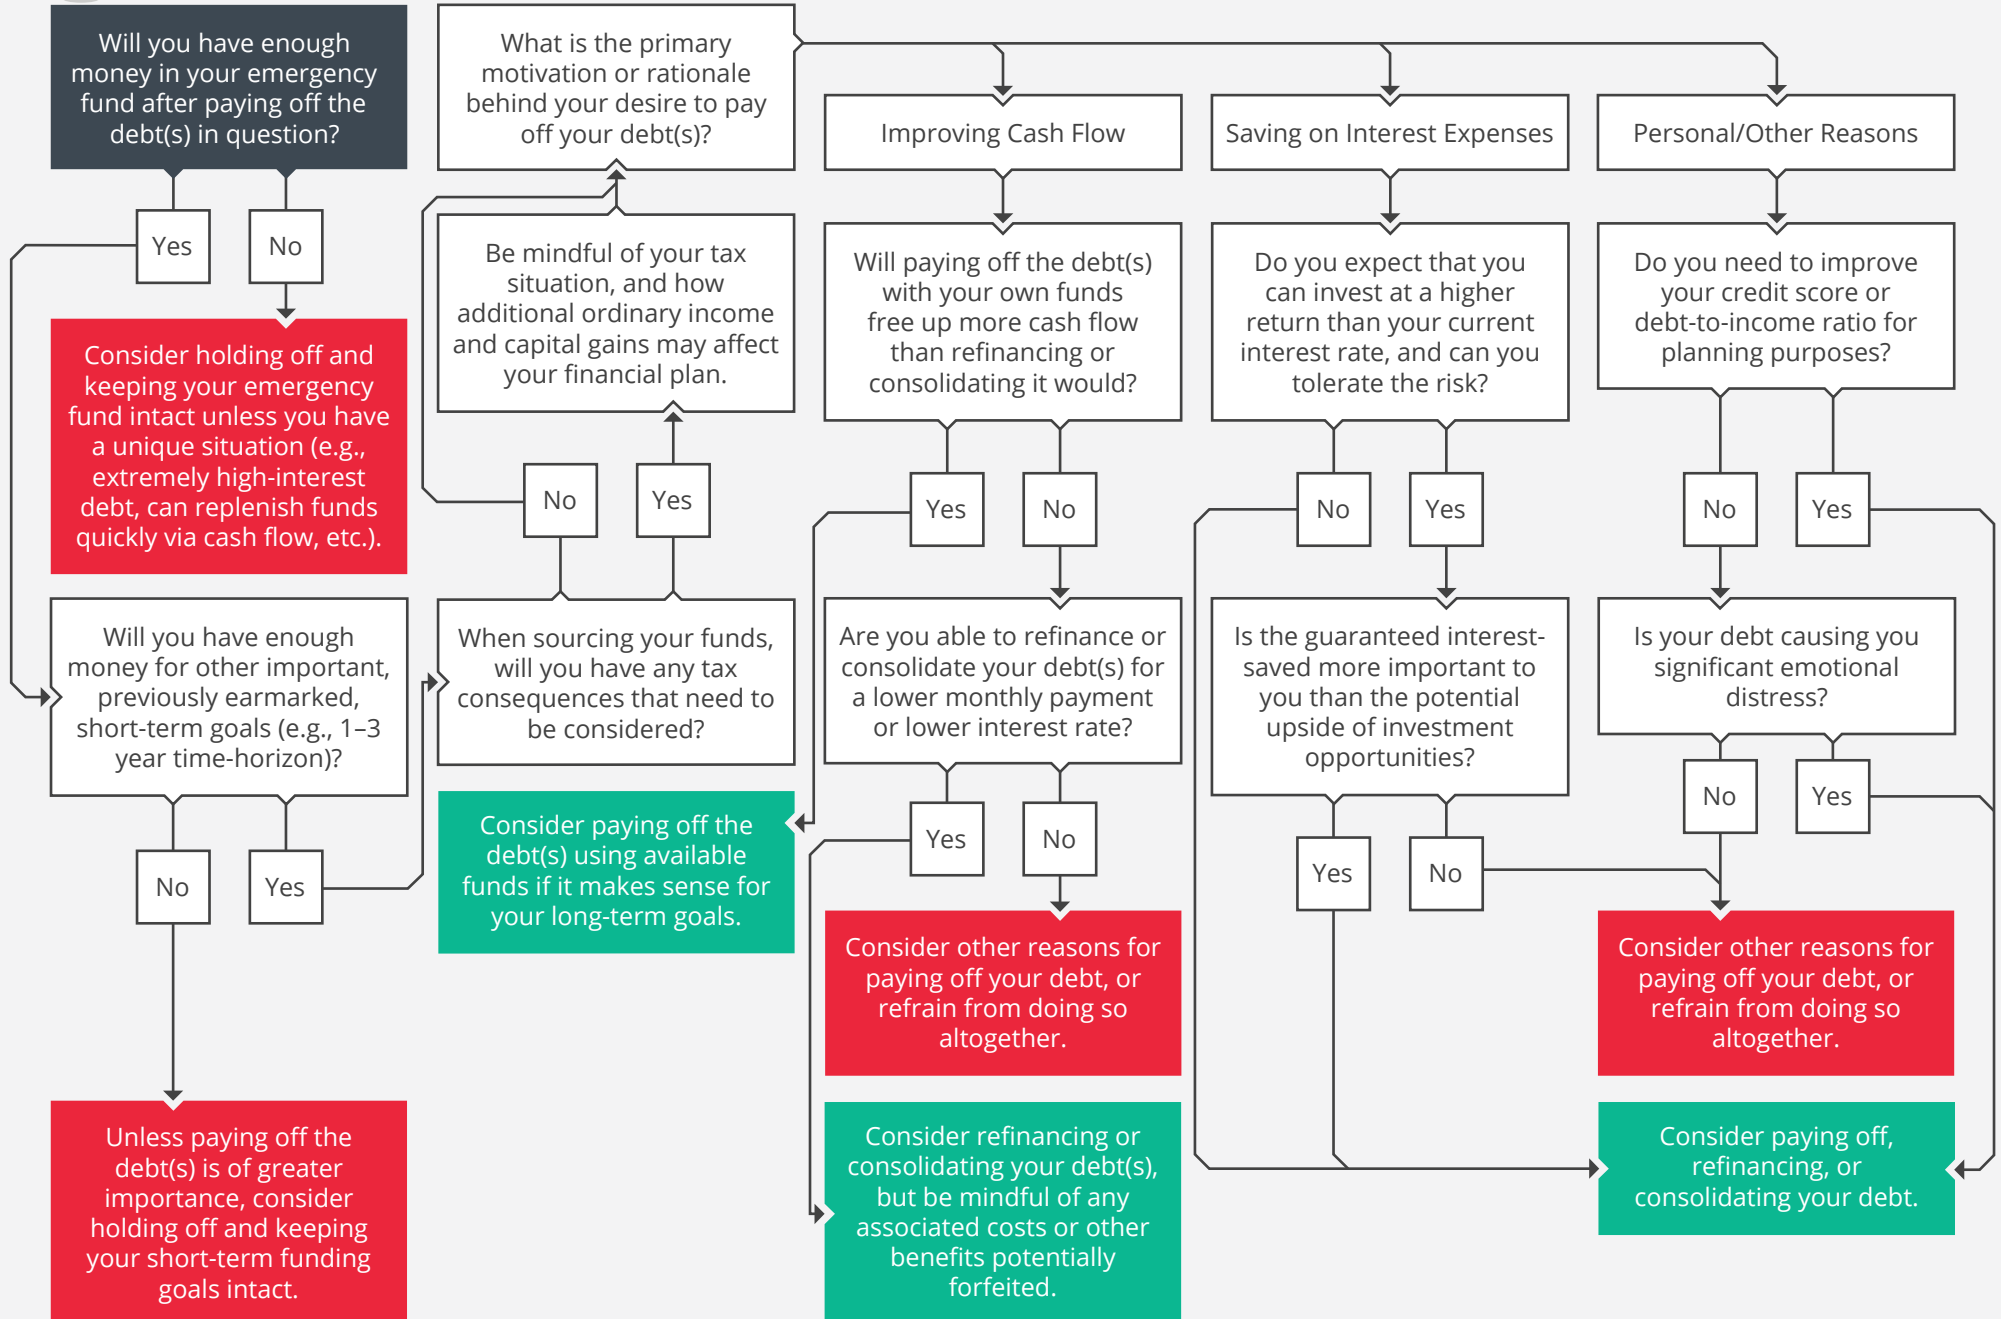 Will you have enough
money in your emergency
fund after paying off the
debt(s) in question?
Yes
No
Consider holding off and
keeping your emergency
fund intact unless you have
a unique situation (e.g.,
extremely high-interest
debt, can replenish funds
quickly via cash flow, etc.).
Will you have enough
money for other important,
previously earmarked,
short-term goals (e.g., 1–3
year time-horizon)?
No
Yes
Unless paying off the
debt(s) is of greater
importance, consider
holding off and keeping
your short-term funding
goals intact.
What is the primary
motivation or rationale
behind your desire to pay
off your debt(s)?
Be mindful of your tax
situation, and how
additional ordinary income
and capital gains may affect
your financial plan.
No
Yes
When sourcing your funds,
will you have any tax
consequences that need to
be considered?
Consider paying off the
debt(s) using available
funds if it makes sense for
your long-term goals.
Improving Cash Flow
Will paying off the debt(s)
with your own funds
free up more cash flow
than refinancing or
consolidating it would?
Yes
No
Are you able to refinance or
consolidate your debt(s) for
a lower monthly payment
or lower interest rate?
Yes
No
Consider other reasons for
paying off your debt, or
refrain from doing so
altogether.
Consider refinancing or
consolidating your debt(s),
but be mindful of any
associated costs or other
benefits potentially
forfeited.
Saving on Interest Expenses
Do you expect that you
can invest at a higher
return than your current
interest rate, and can you
tolerate the risk?
No
Yes
Is the guaranteed interest-
saved more important to
you than the potential
upside of investment
opportunities?
Yes
No
Personal/Other Reasons
Do you need to improve
your credit score or
debt-to-income ratio for
planning purposes?
No
Yes
Is your debt causing you
significant emotional
distress?
No
Yes
Consider other reasons for
paying off your debt, or
refrain from doing so
altogether.
Consider paying off,
refinancing, or
consolidating your debt.